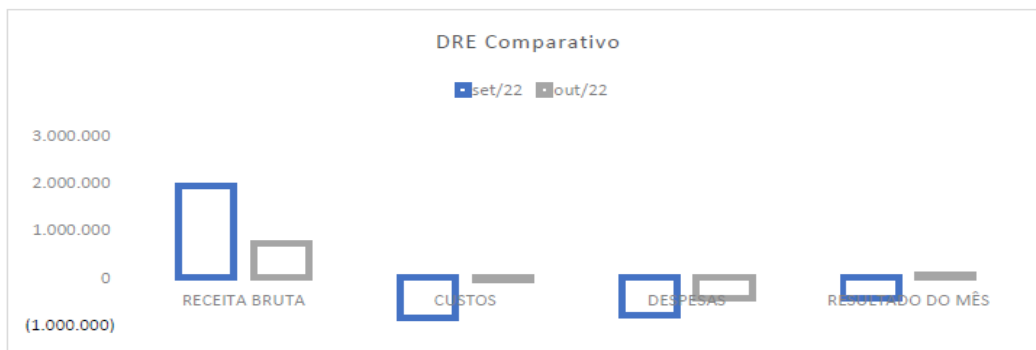 DRE Comparativo
set/22 out/22
3.000.000
2.000.000
1.000.000
0
(1.000.000)
RECEITA BRUTA CUSTOS DESPESAS RESULTADO DO MÊS